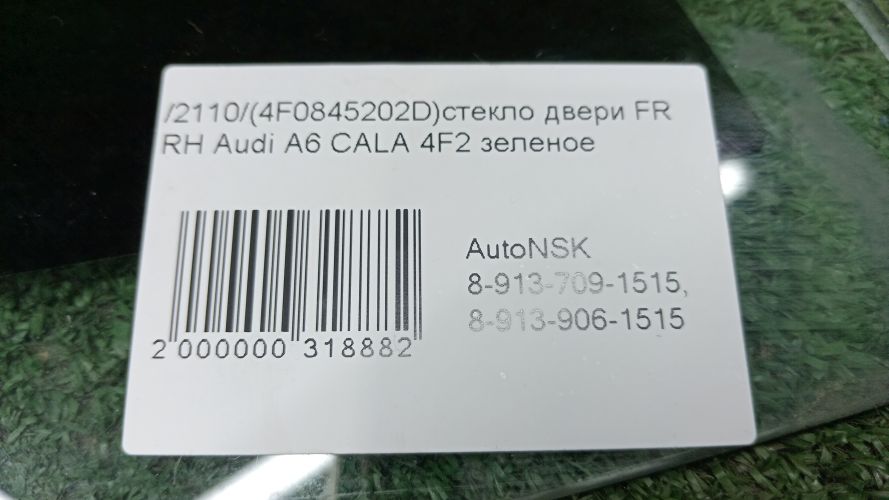 /2110/(4F0845202D)стекло двери FR
RH Audi A6 CALA 4F2 зеленое
AutoNSK
8-913-709-1515,
8-913-906-1515
2 000000 318882